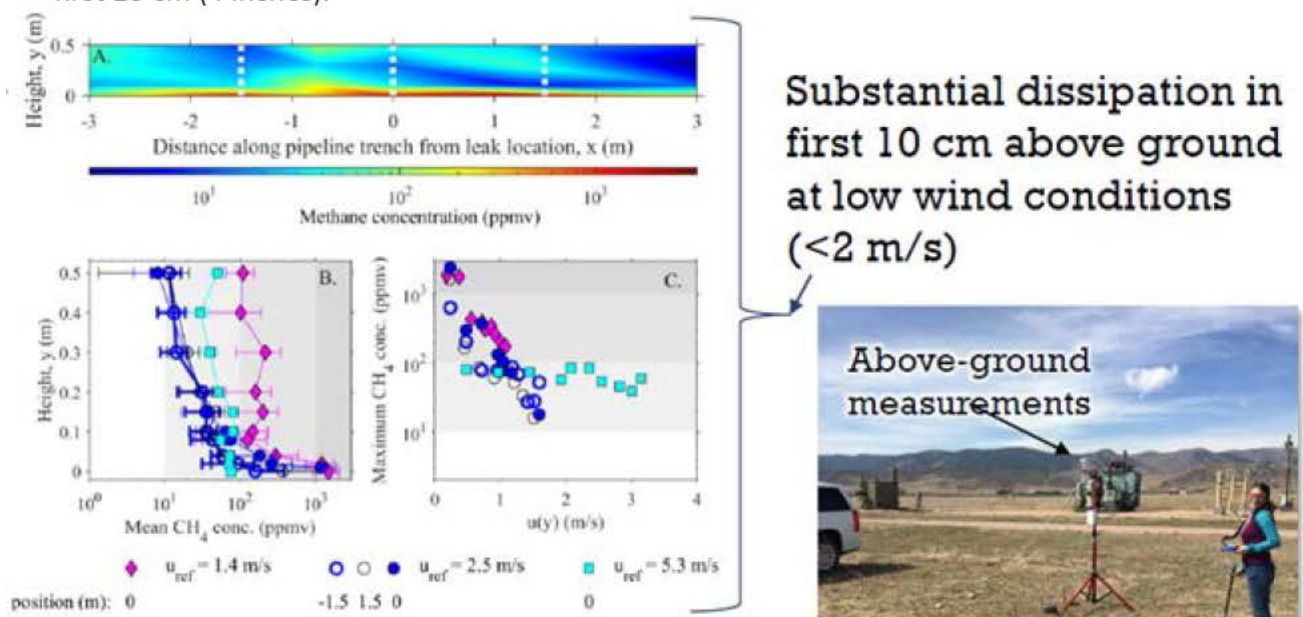 A.
Height, y (m)
0.5
0
-3 -2 -1 0 1 2 3
Distance along pipeline trench from leak location, x (m)
10¹ 10² 10³
Methane concentration (ppmv)
B.
Height, y (m)
0.5
0.4
0.3
0.2
0.1
0
10⁰ 10¹ 10² 10³
Mean CH₄ conc. (ppmv)
C.
Maximum CH₄ conc. (ppmv)
10³
10²
10¹
0 1 2 3 4
u(y) (m/s)
u_ref = 1.4 m/s u_ref = 2.5 m/s u_ref = 5.3 m/s
position (m): 0 -1.5 1.5 0 0
Substantial dissipation in
first 10 cm above ground
at low wind conditions
(<2 m/s)
Above-ground
measurements